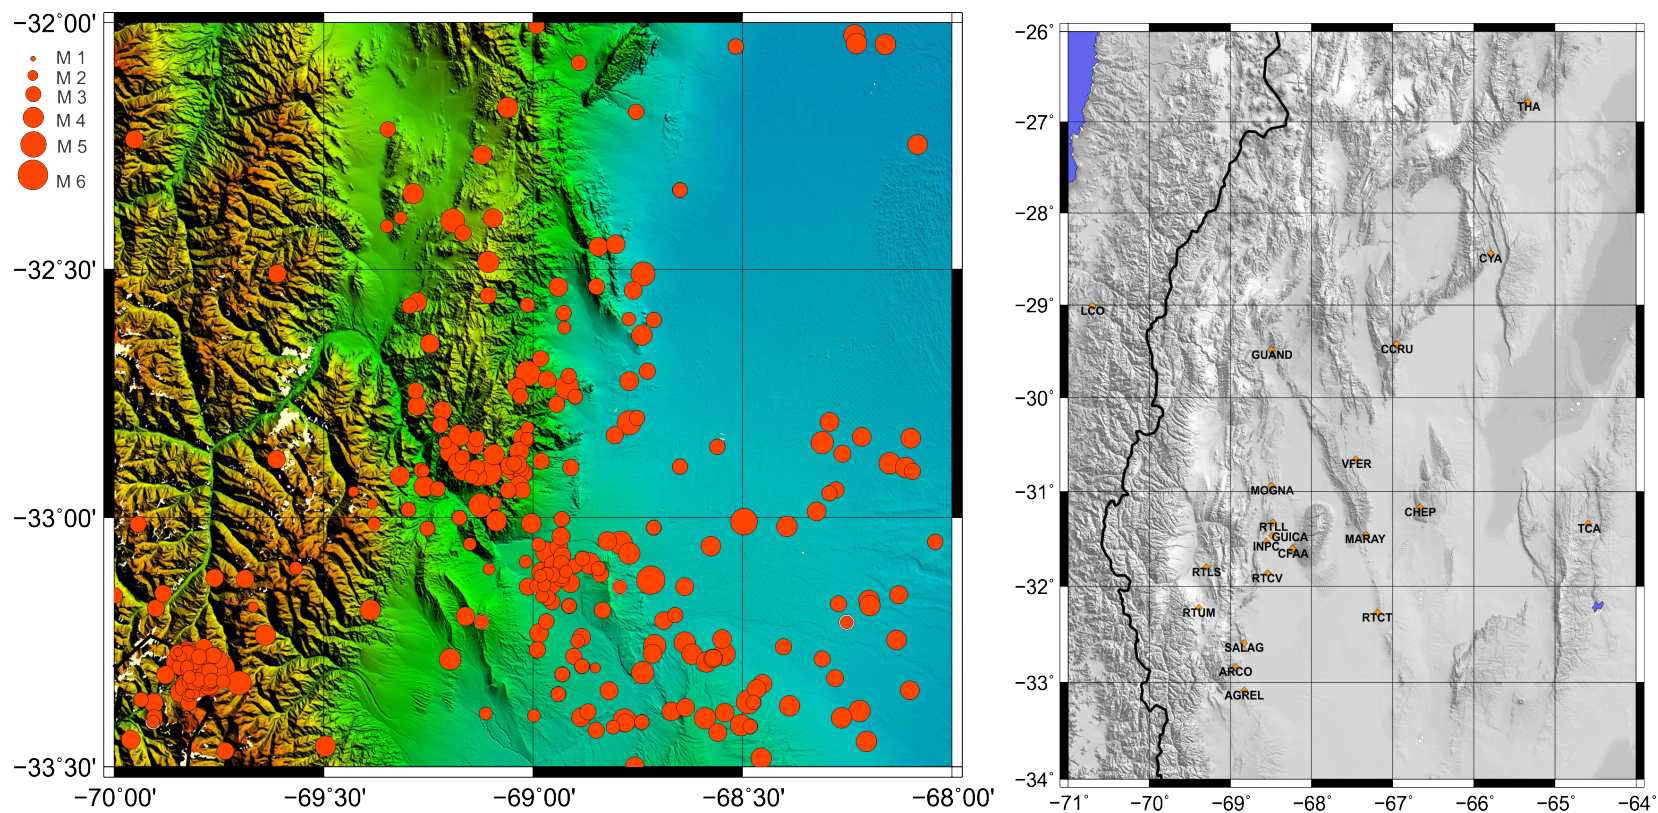 −32˚00'
−32˚30'
−33˚00'
−33˚30'
−70˚00'
−69˚30'
−69˚00'
−68˚30'
−68˚00'
M 1
M 2
M 3
M 4
M 5
M 6
−26˚
−27˚
−28˚
−29˚
−30˚
−31˚
−32˚
−33˚
−34˚
−71˚
−70˚
−69˚
−68˚
−67˚
−66˚
−65˚
−64˚
THA
CYA
LCO
CCRU
GUAND
VFER
MOGNA
CHEP
RTLL
TCA
GUICA
MARAY
INPC
CFAA
RTLS
RTCV
RTUM
RTCT
SALAG
ARCO
AGREL